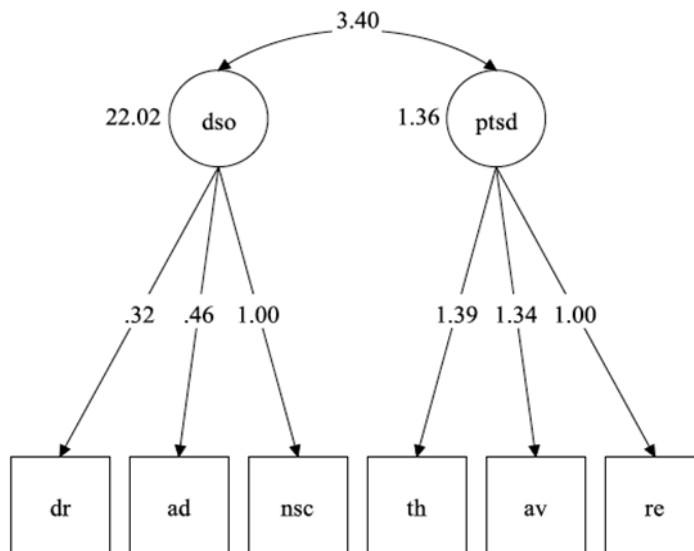 3.40
22.02 dso 1.36 ptsd
.32 .46 1.00 1.39 1.34 1.00
dr ad nsc th av re